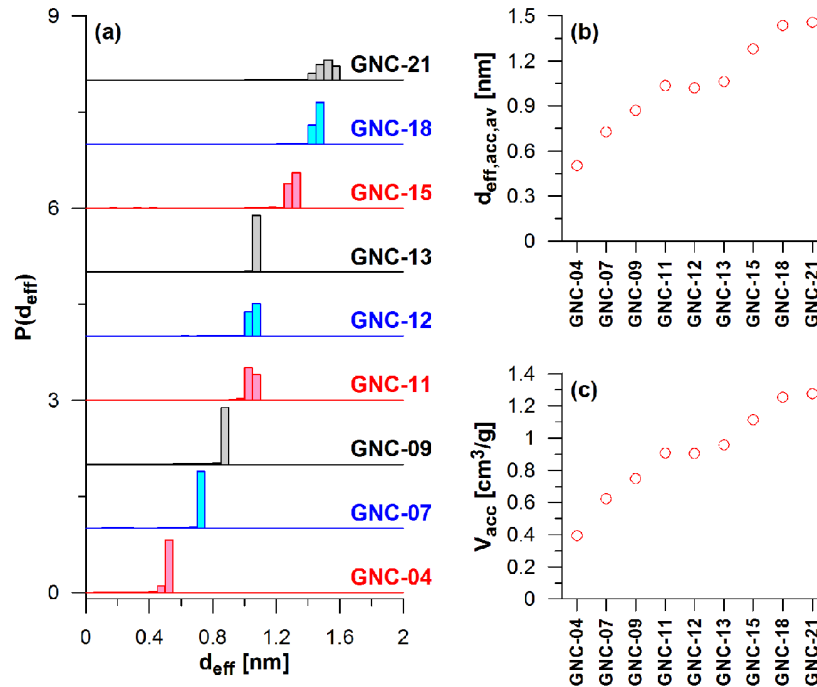 (a)
9
6
3
0
P(d_eff)
GNC-21
GNC-18
GNC-15
GNC-13
GNC-12
GNC-11
GNC-09
GNC-07
GNC-04
0 0.4 0.8 1.2 1.6 2
d_eff [nm]
(b)
1.5
1.2
0.9
0.6
0.3
0
d_eff,acc,av [nm]
GNC-04 GNC-07 GNC-09 GNC-11 GNC-12 GNC-13 GNC-15 GNC-18 GNC-21
(c)
1.4
1.2
1
0.8
0.6
0.4
0.2
0
V_acc [cm³/g]
GNC-04 GNC-07 GNC-09 GNC-11 GNC-12 GNC-13 GNC-15 GNC-18 GNC-21